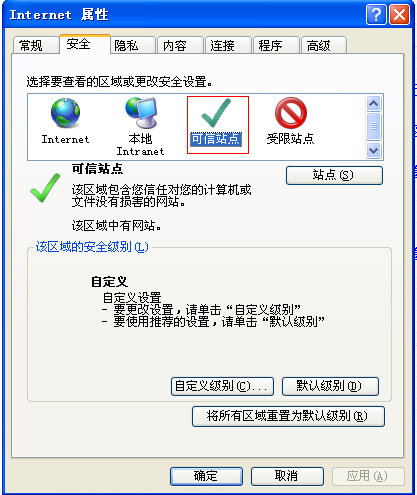 Internet 属性
常规 安全 隐私 内容 连接 程序 高级
选择要查看的区域或更改安全设置。
Internet 本地 Intranet 可信站点 受限站点
可信站点
站点(S)
该区域包含您信任对您的计算机或
文件没有损害的网站。
该区域中有网站。
该区域的安全级别(L)
自定义
自定义设置
- 要更改设置，请单击“自定义级别”
- 要使用推荐的设置，请单击“默认级别”
自定义级别(C)... 默认级别(D)
将所有区域重置为默认级别(R)
确定 取消 应用(A)